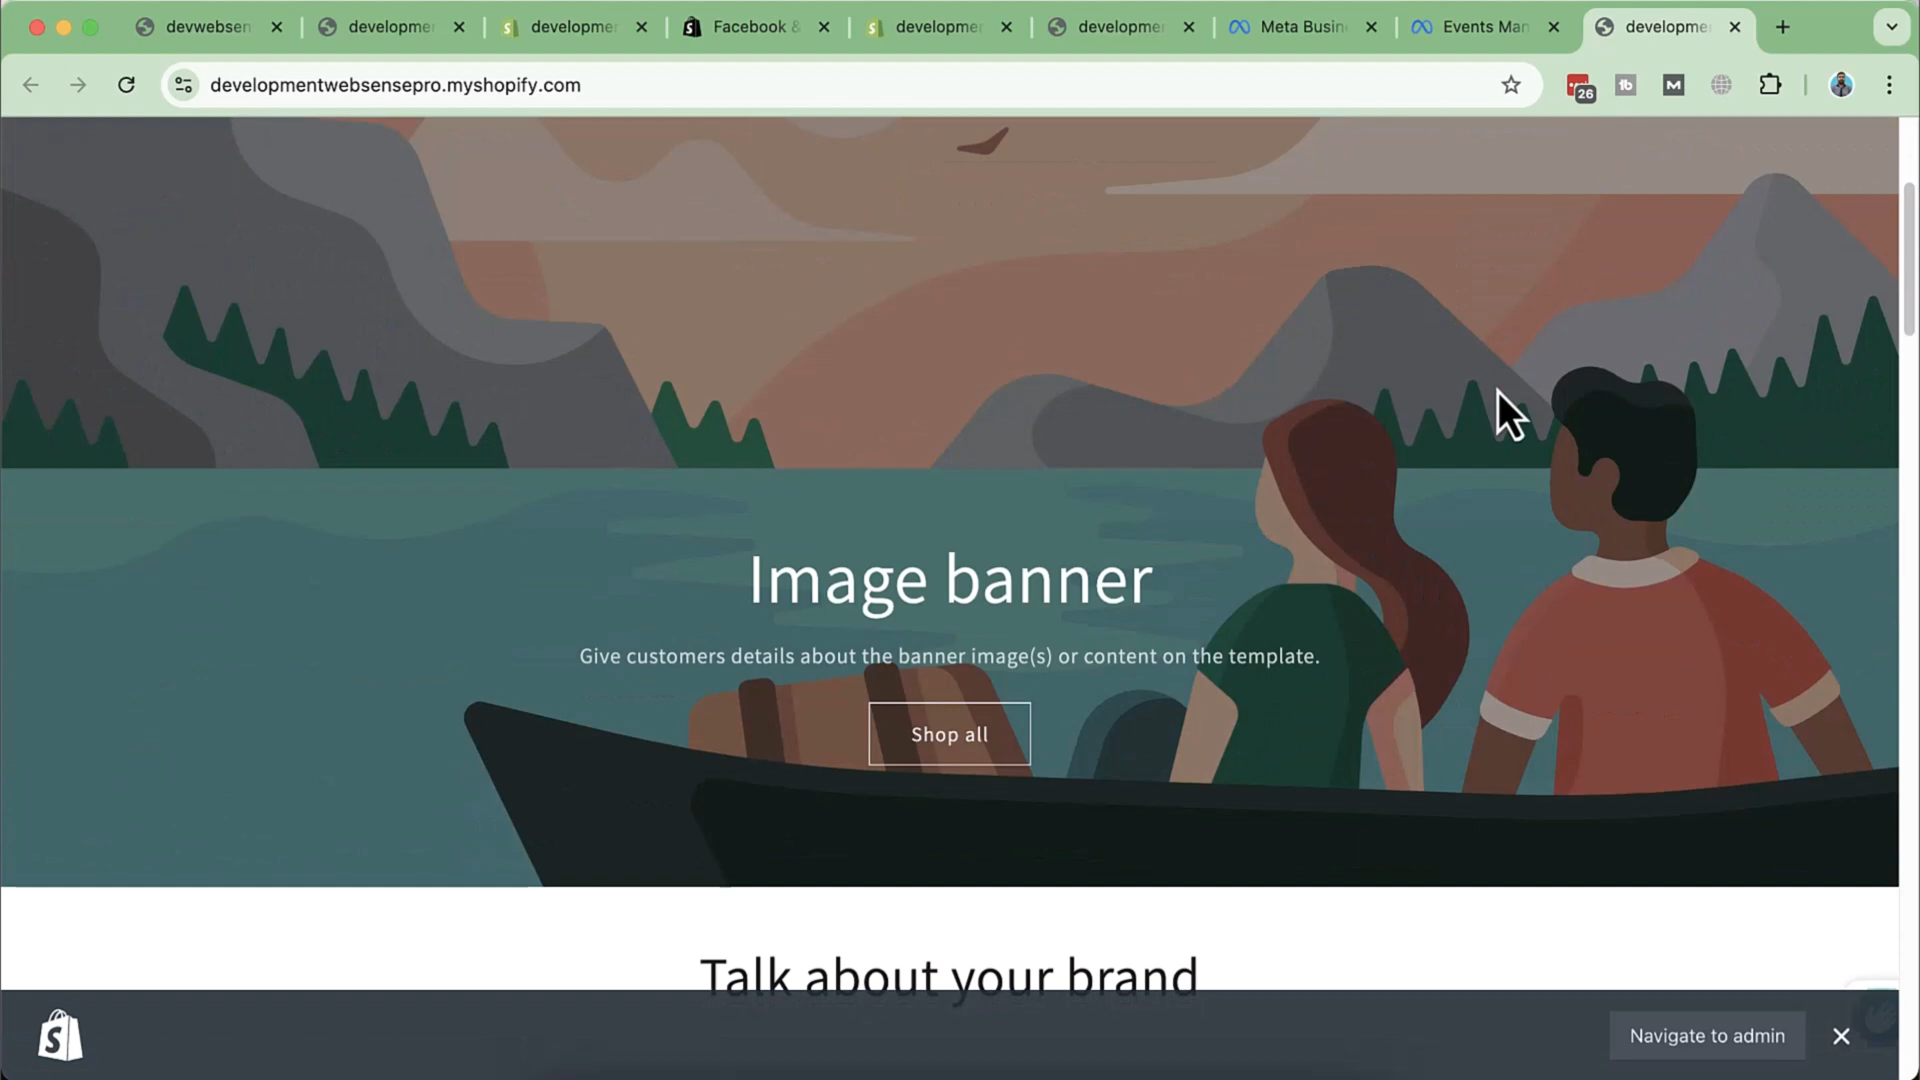 devwebsen
developme
developme
Facebook &
developme
developme
Meta Busin
Events Man
developme
developmentwebsensepro.myshopify.com
26
Image banner
Give customers details about the banner image(s) or content on the template.
Shop all
Talk about your brand
Navigate to admin